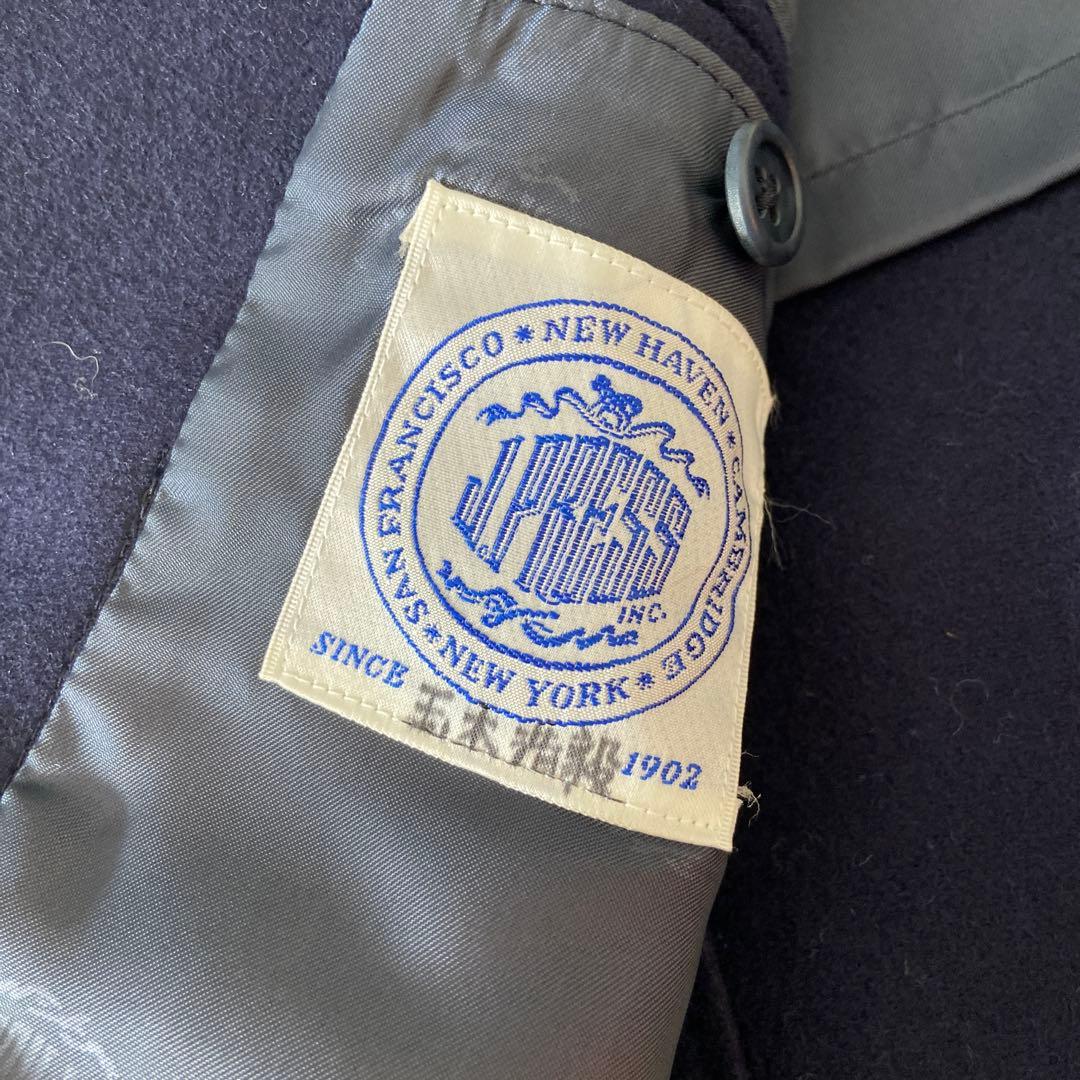 NEW HAVEN * CAMBRIDGE * NEW YORK * SAN FRANCISCO *
J. PRESS
INC.
SINCE 1902